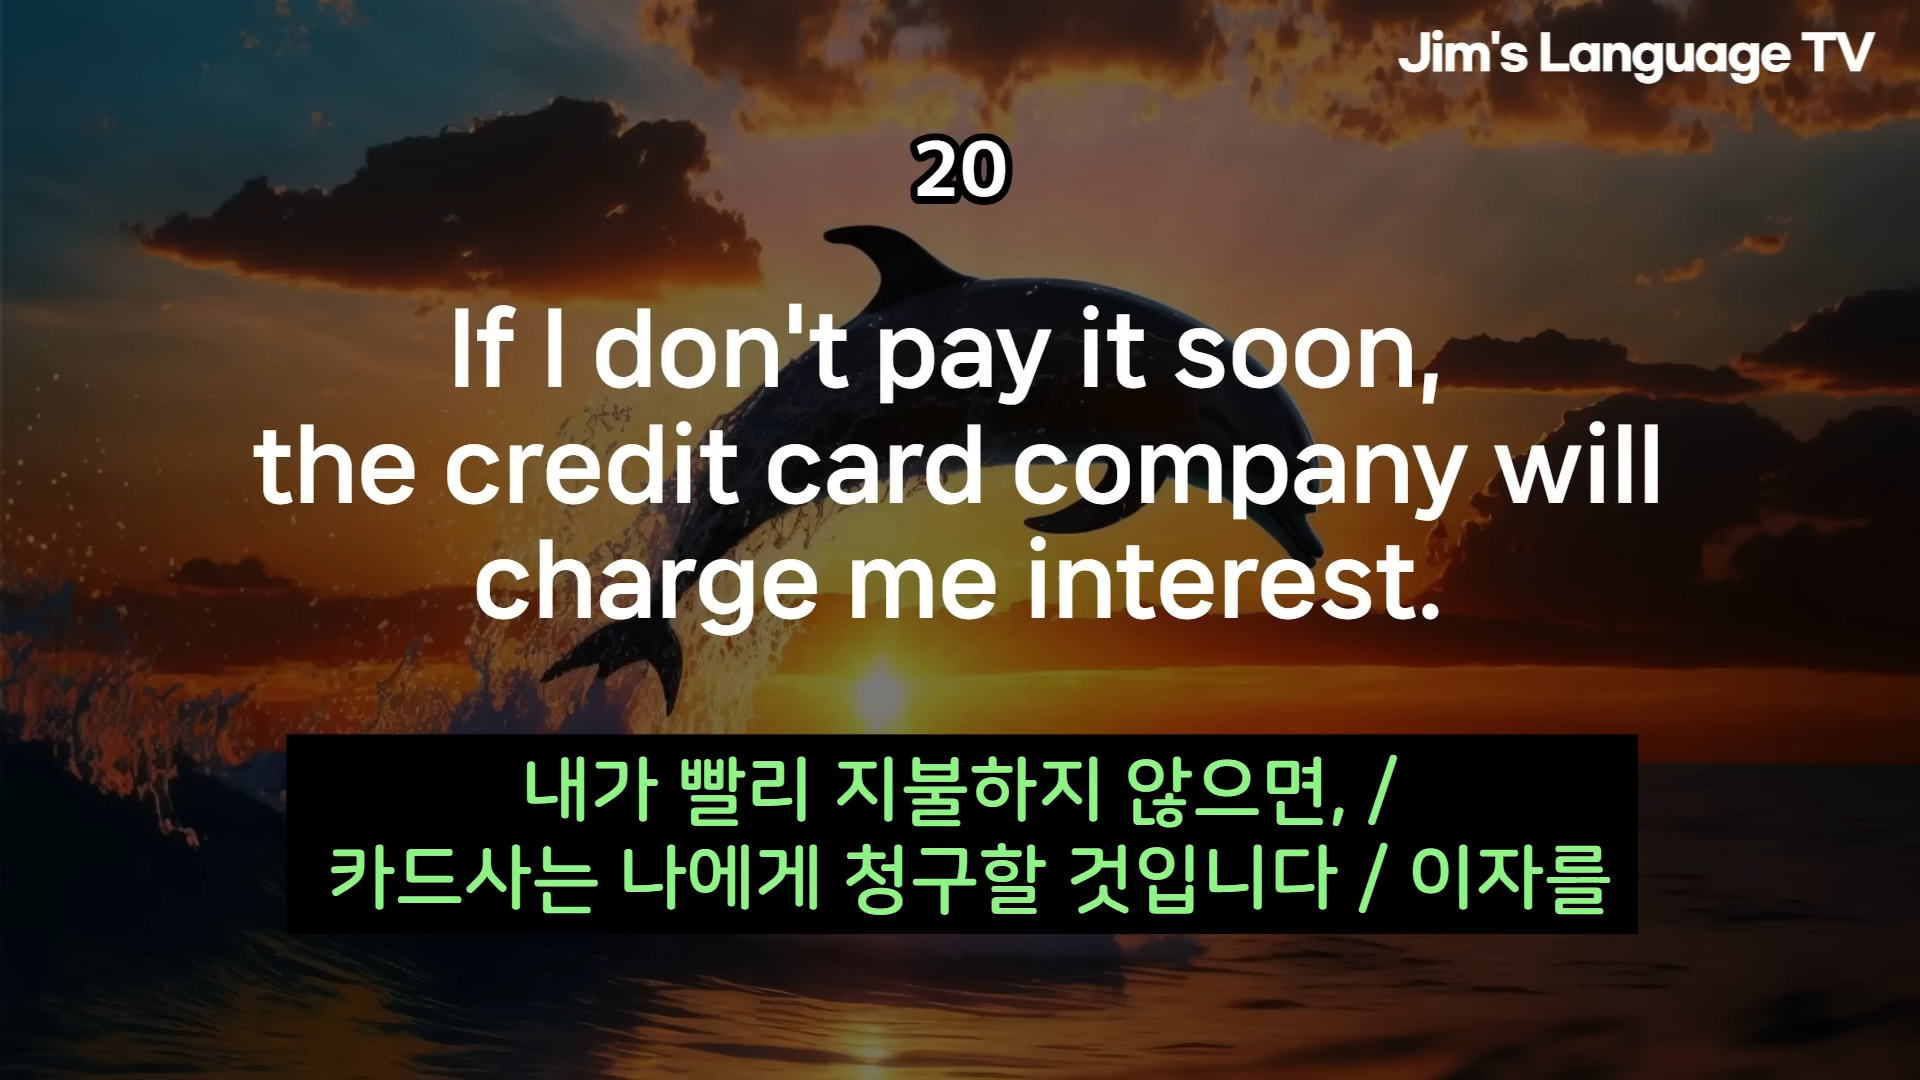 Jim's Language TV
20
If I don't pay it soon,
the credit card company will
charge me interest.
내가 빨리 지불하지 않으면, /
카드사는 나에게 청구할 것입니다 / 이자를